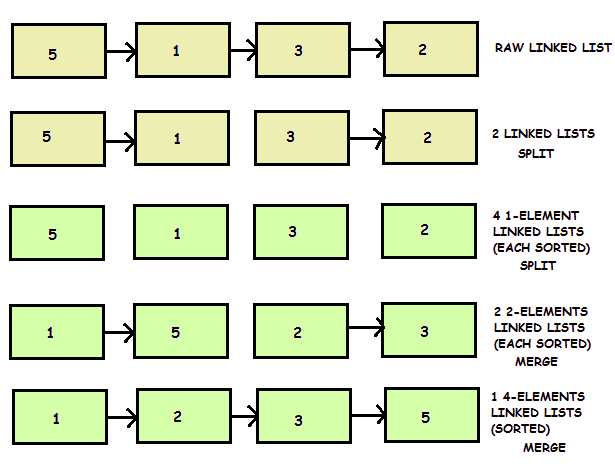 5 1 3 2 RAW LINKED LIST
5 1 3 2 2 LINKED LISTS
SPLIT
5 1 3 2 4 1-ELEMENT
LINKED LISTS
(EACH SORTED)
SPLIT
1 5 2 3 2 2-ELEMENTS
LINKED LISTS
(EACH SORTED)
MERGE
1 2 3 5 1 4-ELEMENTS
LINKED LISTS
(SORTED)
MERGE